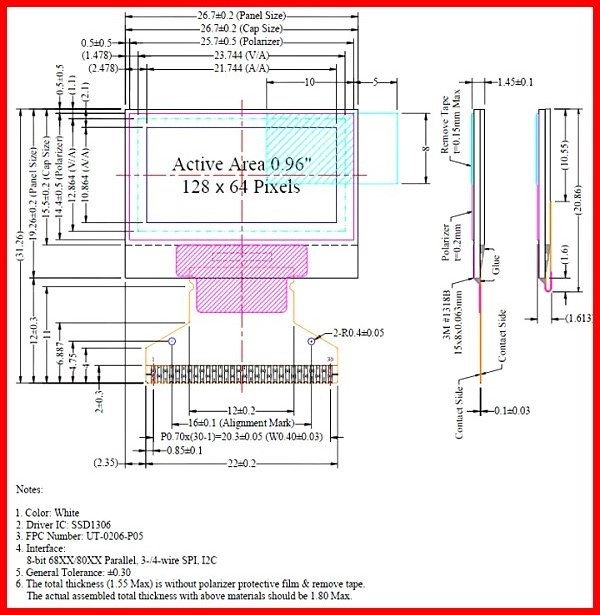 26.7±0.2 (Panel Size)
26.7±0.2 (Cap Size)
0.5±0.5
25.7±0.5 (Polarizer)
(1.478)
23.744 (V/A)
(2.478)
21.744 (A/A)
10
5
0.5±0.5
(1.1)
(2.1)
(31.26)
19.26±0.2 (Panel Size)
15.5±0.2 (Cap Size)
14.4±0.5 (Polarizer)
12.864 (V/A)
10.864 (A/A)
Active Area 0.96"
128 x 64 Pixels
8
12±0.3
11
6.887
4.75
4
2±0.3
2-R0.4±0.05
1
30
12±0.2
16±0.1 (Alignment Mark)
P0.70x(30-1)=20.3±0.05 (W0.40±0.03)
0.85±0.1
(2.35)
22±0.2
1.45±0.1
Remove Tape
t=0.15mm Max
Polarizer
t=0.2mm
Glue
3M #1318B
15x8x0.063mm
Contact Side
Contact Side
0.1±0.03
(10.55)
(20.86)
(1.6)
(1.613)
Notes:
1. Color: White
2. Driver IC: SSD1306
3. FPC Number: UT-0206-P05
4. Interface:
8-bit 68XX/80XX Parallel, 3-/4-wire SPI, I2C
5. General Tolerance: ±0.30
6. The total thickness (1.55 Max) is without polarizer protective film & remove tape.
The actual assembled total thickness with above materials should be 1.80 Max.